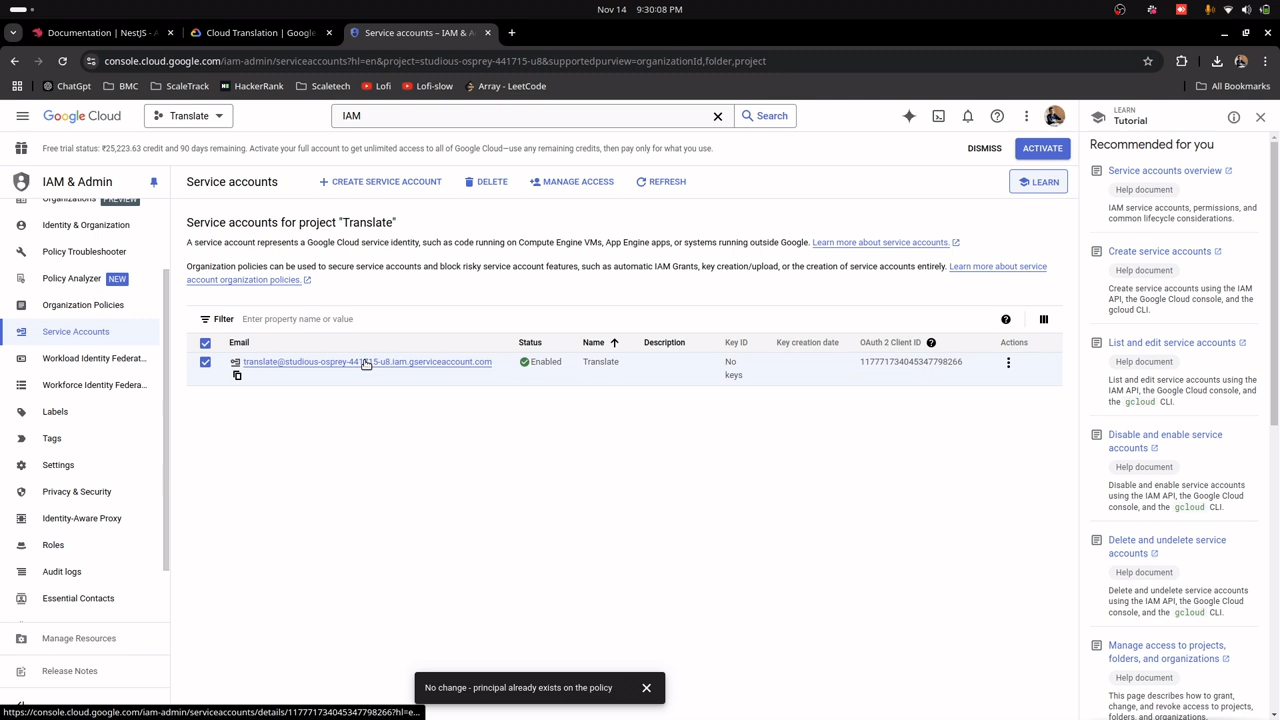 Nov 14 9:30:08 PM
Documentation | NestJS - A
Cloud Translation | Google
Service accounts – IAM & A
console.cloud.google.com/iam-admin/serviceaccounts?hl=en&project=studious-osprey-441715-u8&supportedpurview=organizationId,folder,project
ChatGpt
BMC
ScaleTrack
HackerRank
Scaletech
Lofi
Lofi-slow
Array - LeetCode
All Bookmarks
Google Cloud
Translate
IAM
Search
LEARN
Tutorial
Free trial status: ₹25,223.63 credit and 90 days remaining. Activate your full account to get unlimited access to all of Google Cloud—use any remaining credits, then pay only for what you use.
DISMISS
ACTIVATE
IAM & Admin
Organizations PREVIEW
Identity & Organization
Policy Troubleshooter
Policy Analyzer NEW
Organization Policies
Service Accounts
Workload Identity Federat...
Workforce Identity Federa...
Labels
Tags
Settings
Privacy & Security
Identity-Aware Proxy
Roles
Audit logs
Essential Contacts
Manage Resources
Release Notes
Service accounts
CREATE SERVICE ACCOUNT
DELETE
MANAGE ACCESS
REFRESH
LEARN
Service accounts for project "Translate"
A service account represents a Google Cloud service identity, such as code running on Compute Engine VMs, App Engine apps, or systems running outside Google. Learn more about service accounts.
Organization policies can be used to secure service accounts and block risky service account features, such as automatic IAM Grants, key creation/upload, or the creation of service accounts entirely. Learn more about service
account organization policies.
Filter Enter property name or value
Email Status Name Description Key ID Key creation date OAuth 2 Client ID Actions
translate@studious-osprey-441715-u8.iam.gserviceaccount.com Enabled Translate No 117771734045347798266
keys
Recommended for you
Service accounts overview
Help document
IAM service accounts, permissions, and
common lifecycle considerations.
Create service accounts
Help document
Create service accounts using the IAM
API, the Google Cloud console, or the
gcloud CLI.
List and edit service accounts
Help document
List and edit service accounts using the
IAM API, the Google Cloud console, and
the gcloud CLI.
Disable and enable service
accounts
Help document
Disable and enable service accounts
using the IAM API, the Google Cloud
console, and the gcloud CLI.
Delete and undelete service
accounts
Help document
Delete and undelete service accounts
using the IAM API, the Google Cloud
console, and the gcloud CLI.
Manage access to projects,
folders, and organizations
Help document
This page describes how to grant,
change, and revoke access to projects,
folders, and organizations.
No change - principal already exists on the policy
https://console.cloud.google.com/iam-admin/serviceaccounts/details/117771734045347798266?hl=e...